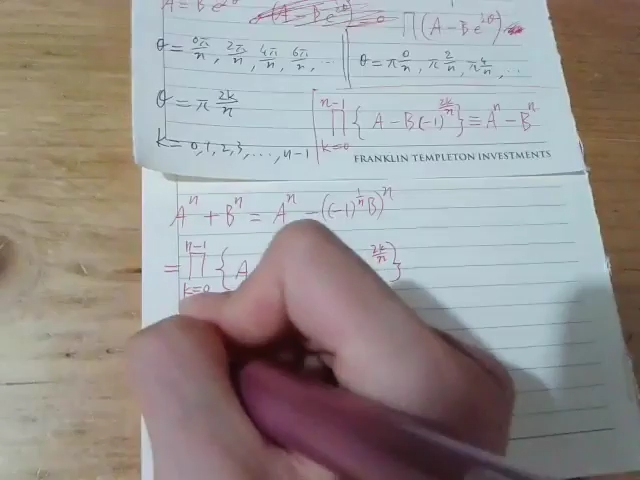 A = B e^{iθ}
∏ (A − B e^{iθ})
θ = 0π/n, 2π/n, 4π/n, 6π/n, ...
θ = π 0/n, π 2/n, π 4/n, ...
θ = π 2k/n
k = 0, 1, 2, 3, ..., n−1
∏_{k=0}^{n−1} { A − B(−1)^{2k/n} } ≡ A^n − B^n
FRANKLIN TEMPLETON INVESTMENTS
A^n + B^n = A^n − ((−1)^{1/n} B)^n
= ∏_{k=0}^{n−1} { A ^{2k/n} }